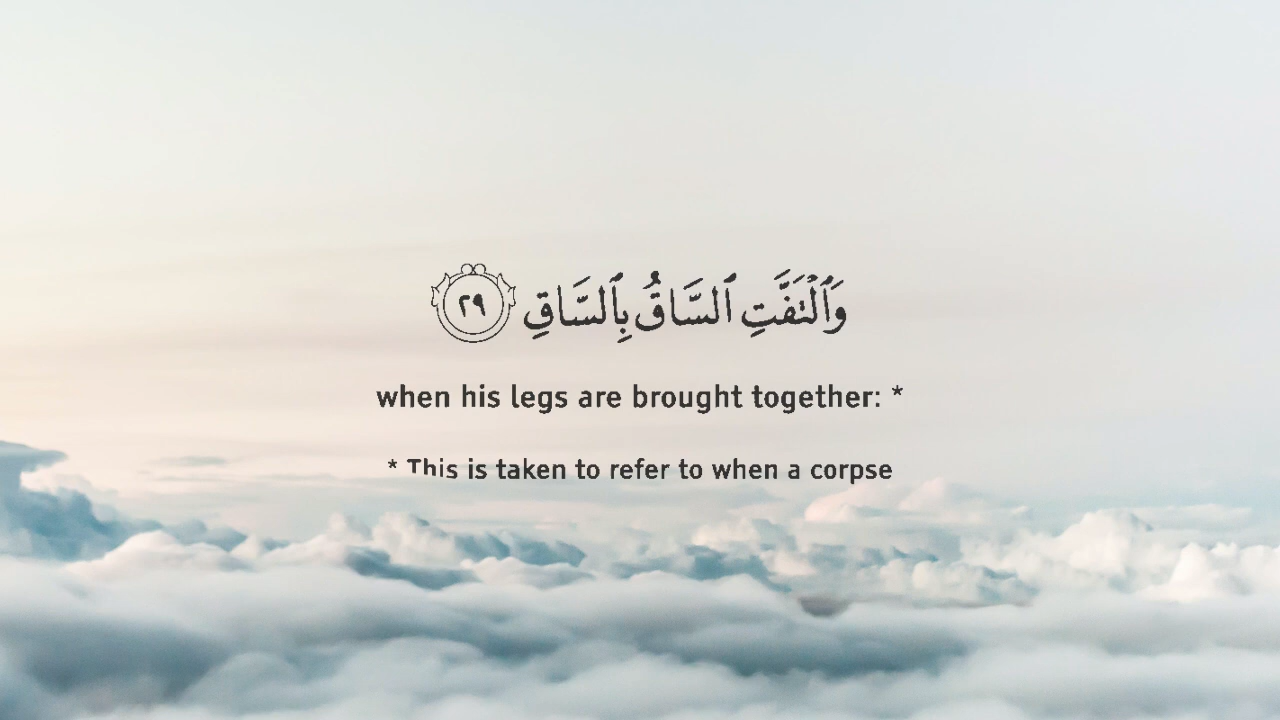 وَٱلْتَفَّتِ ٱلسَّاقُ بِٱلسَّاقِ ٢٩
when his legs are brought together: *
* This is taken to refer to when a corpse